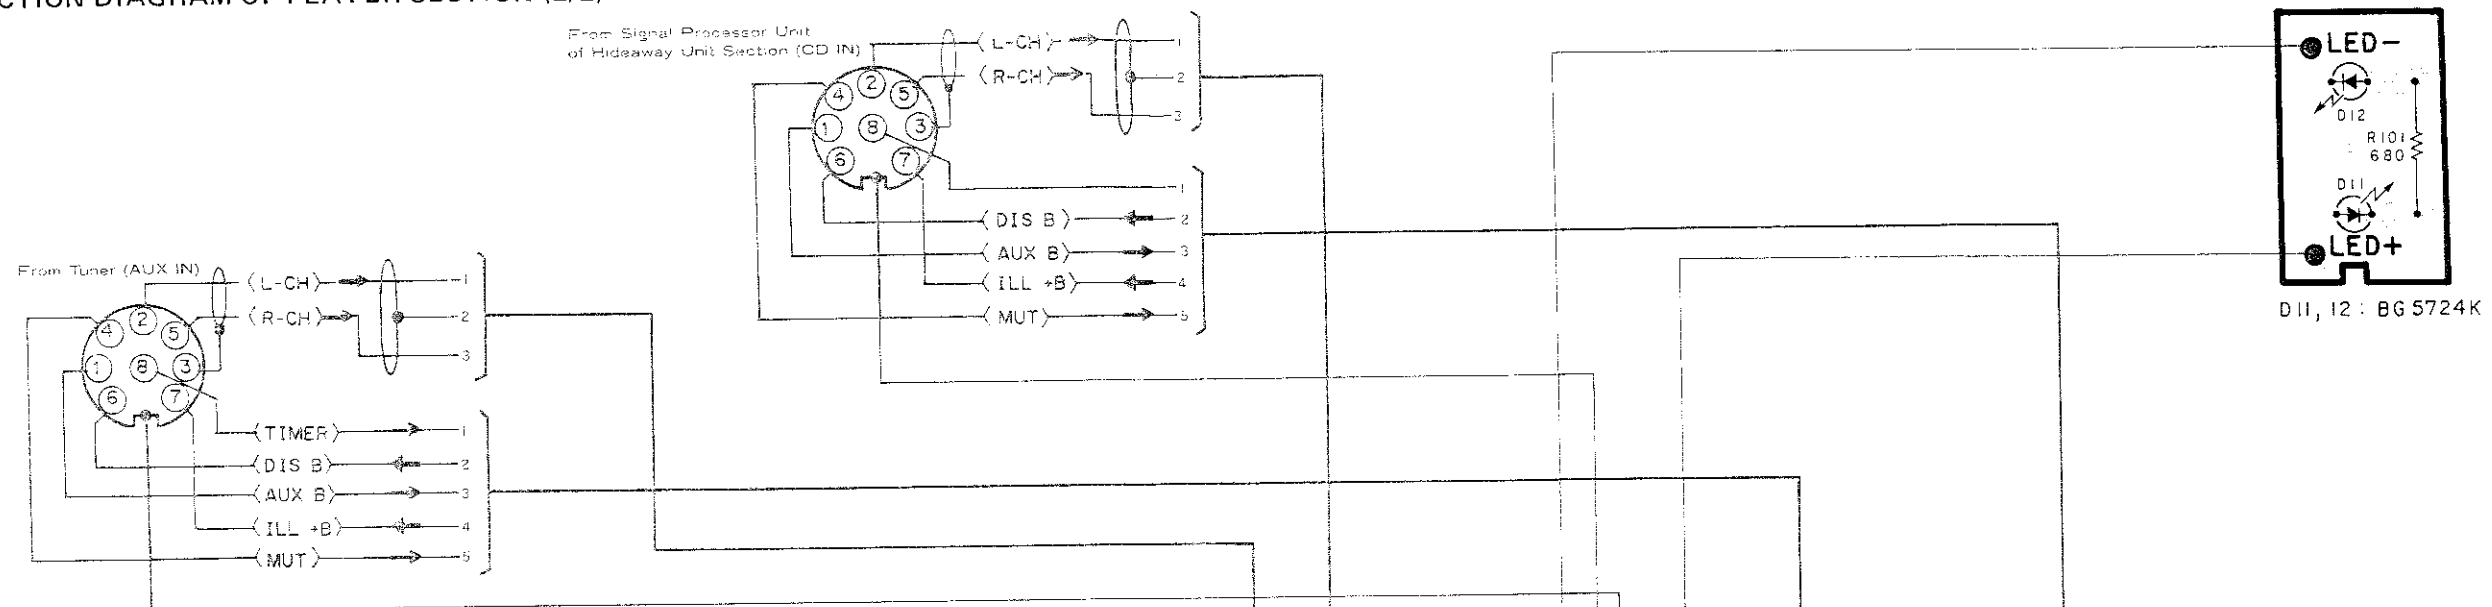 CTION DIAGRAM OF PLAYER SECTION (2/2)
From Signal Processor Unit
of Hideaway Unit Section (CD IN)
(L-CH) 1
(R-CH) 2
3
2
4 5
1 8 3
6 7
1
(DIS B) 2
(AUX B) 3
(ILL +B) 4
(MUT) 5
From Tuner (AUX IN)
(L-CH) 1
(R-CH) 2
3
2
4 5
1 8 3
6 7
(TIMER) 1
(DIS B) 2
(AUX B) 3
(ILL +B) 4
(MUT) 5
LED-
D12
R101
680
D11
LED+
D11, 12 : BG5724K